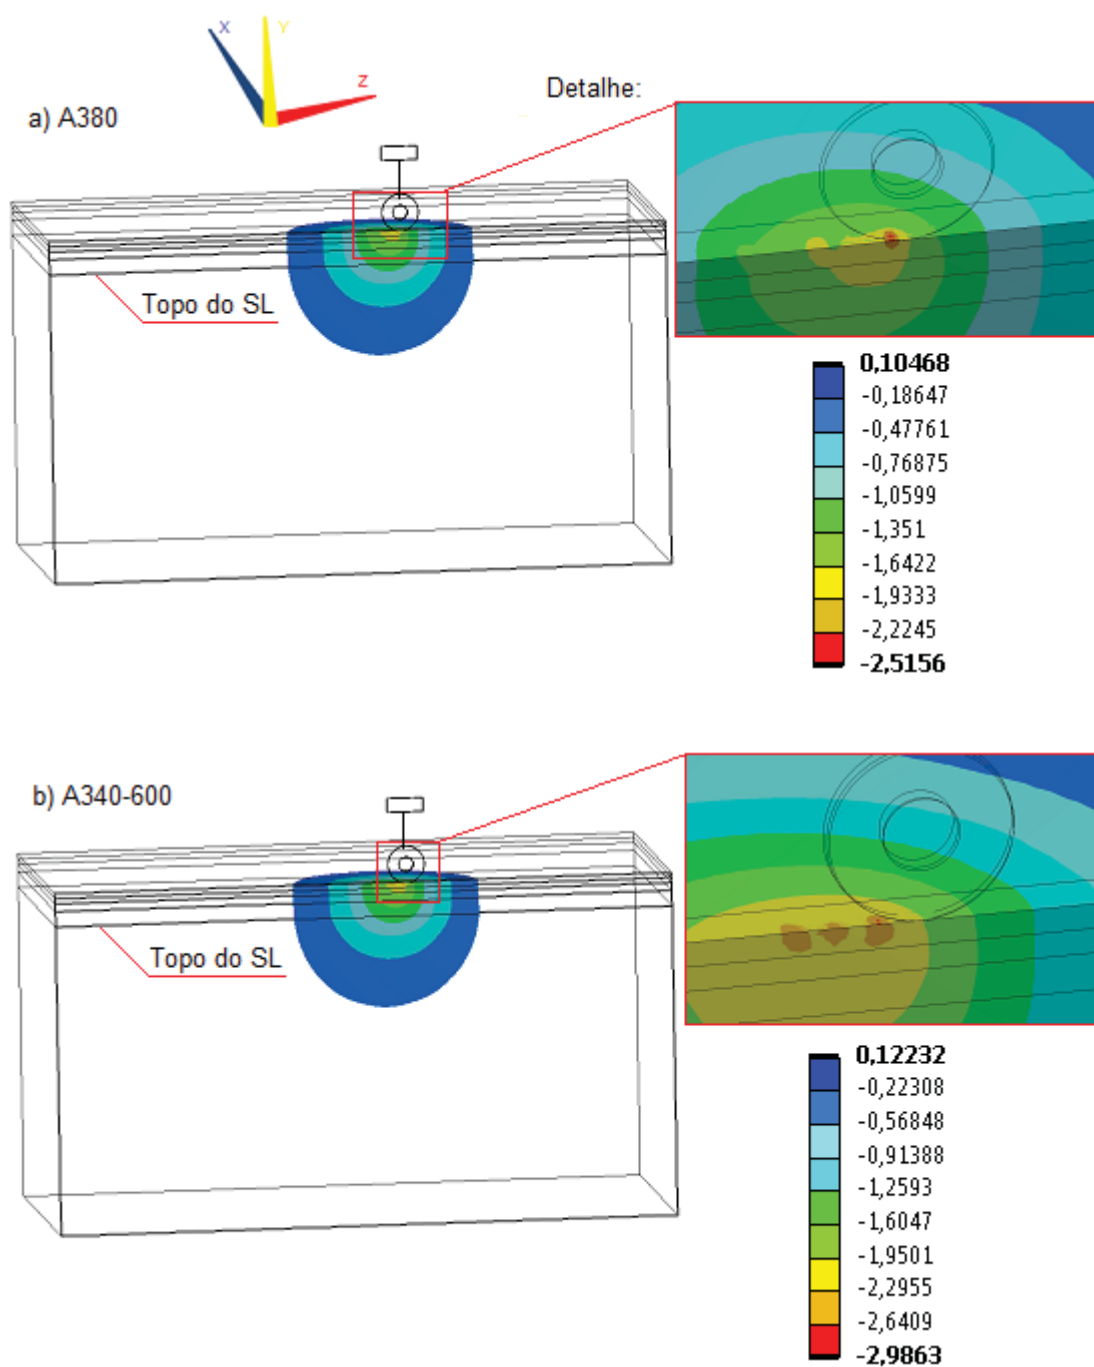 X
Y
Z
Detalhe:
a) A380
Topo do SL
0,10468
-0,18647
-0,47761
-0,76875
-1,0599
-1,351
-1,6422
-1,9333
-2,2245
-2,5156
b) A340-600
Topo do SL
0,12232
-0,22308
-0,56848
-0,91388
-1,2593
-1,6047
-1,9501
-2,2955
-2,6409
-2,9863